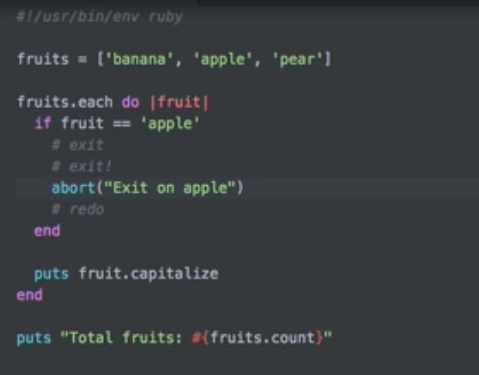 #!/usr/bin/env ruby
fruits = ['banana', 'apple', 'pear']
fruits.each do |fruit|
if fruit == 'apple'
# exit
# exit!
abort("Exit on apple")
# redo
end
puts fruit.capitalize
end
puts "Total fruits: #{fruits.count}"